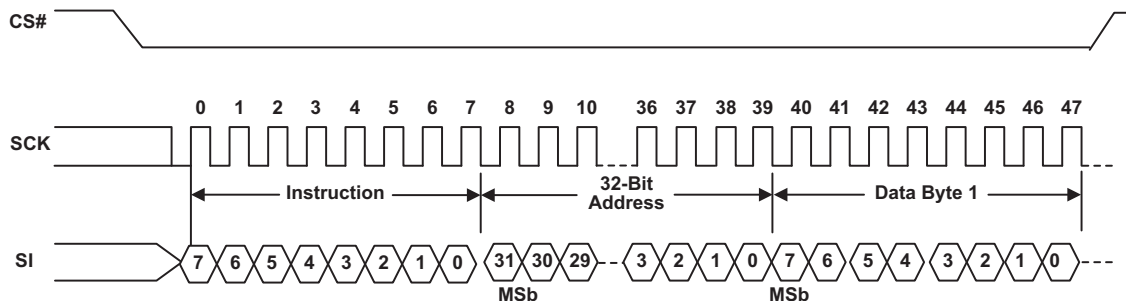 CS#
0 1 2 3 4 5 6 7 8 9 10 36 37 38 39 40 41 42 43 44 45 46 47
SCK
Instruction
32-Bit
Address
Data Byte 1
SI
7 6 5 4 3 2 1 0 31 30 29 3 2 1 0 7 6 5 4 3 2 1 0
MSb MSb